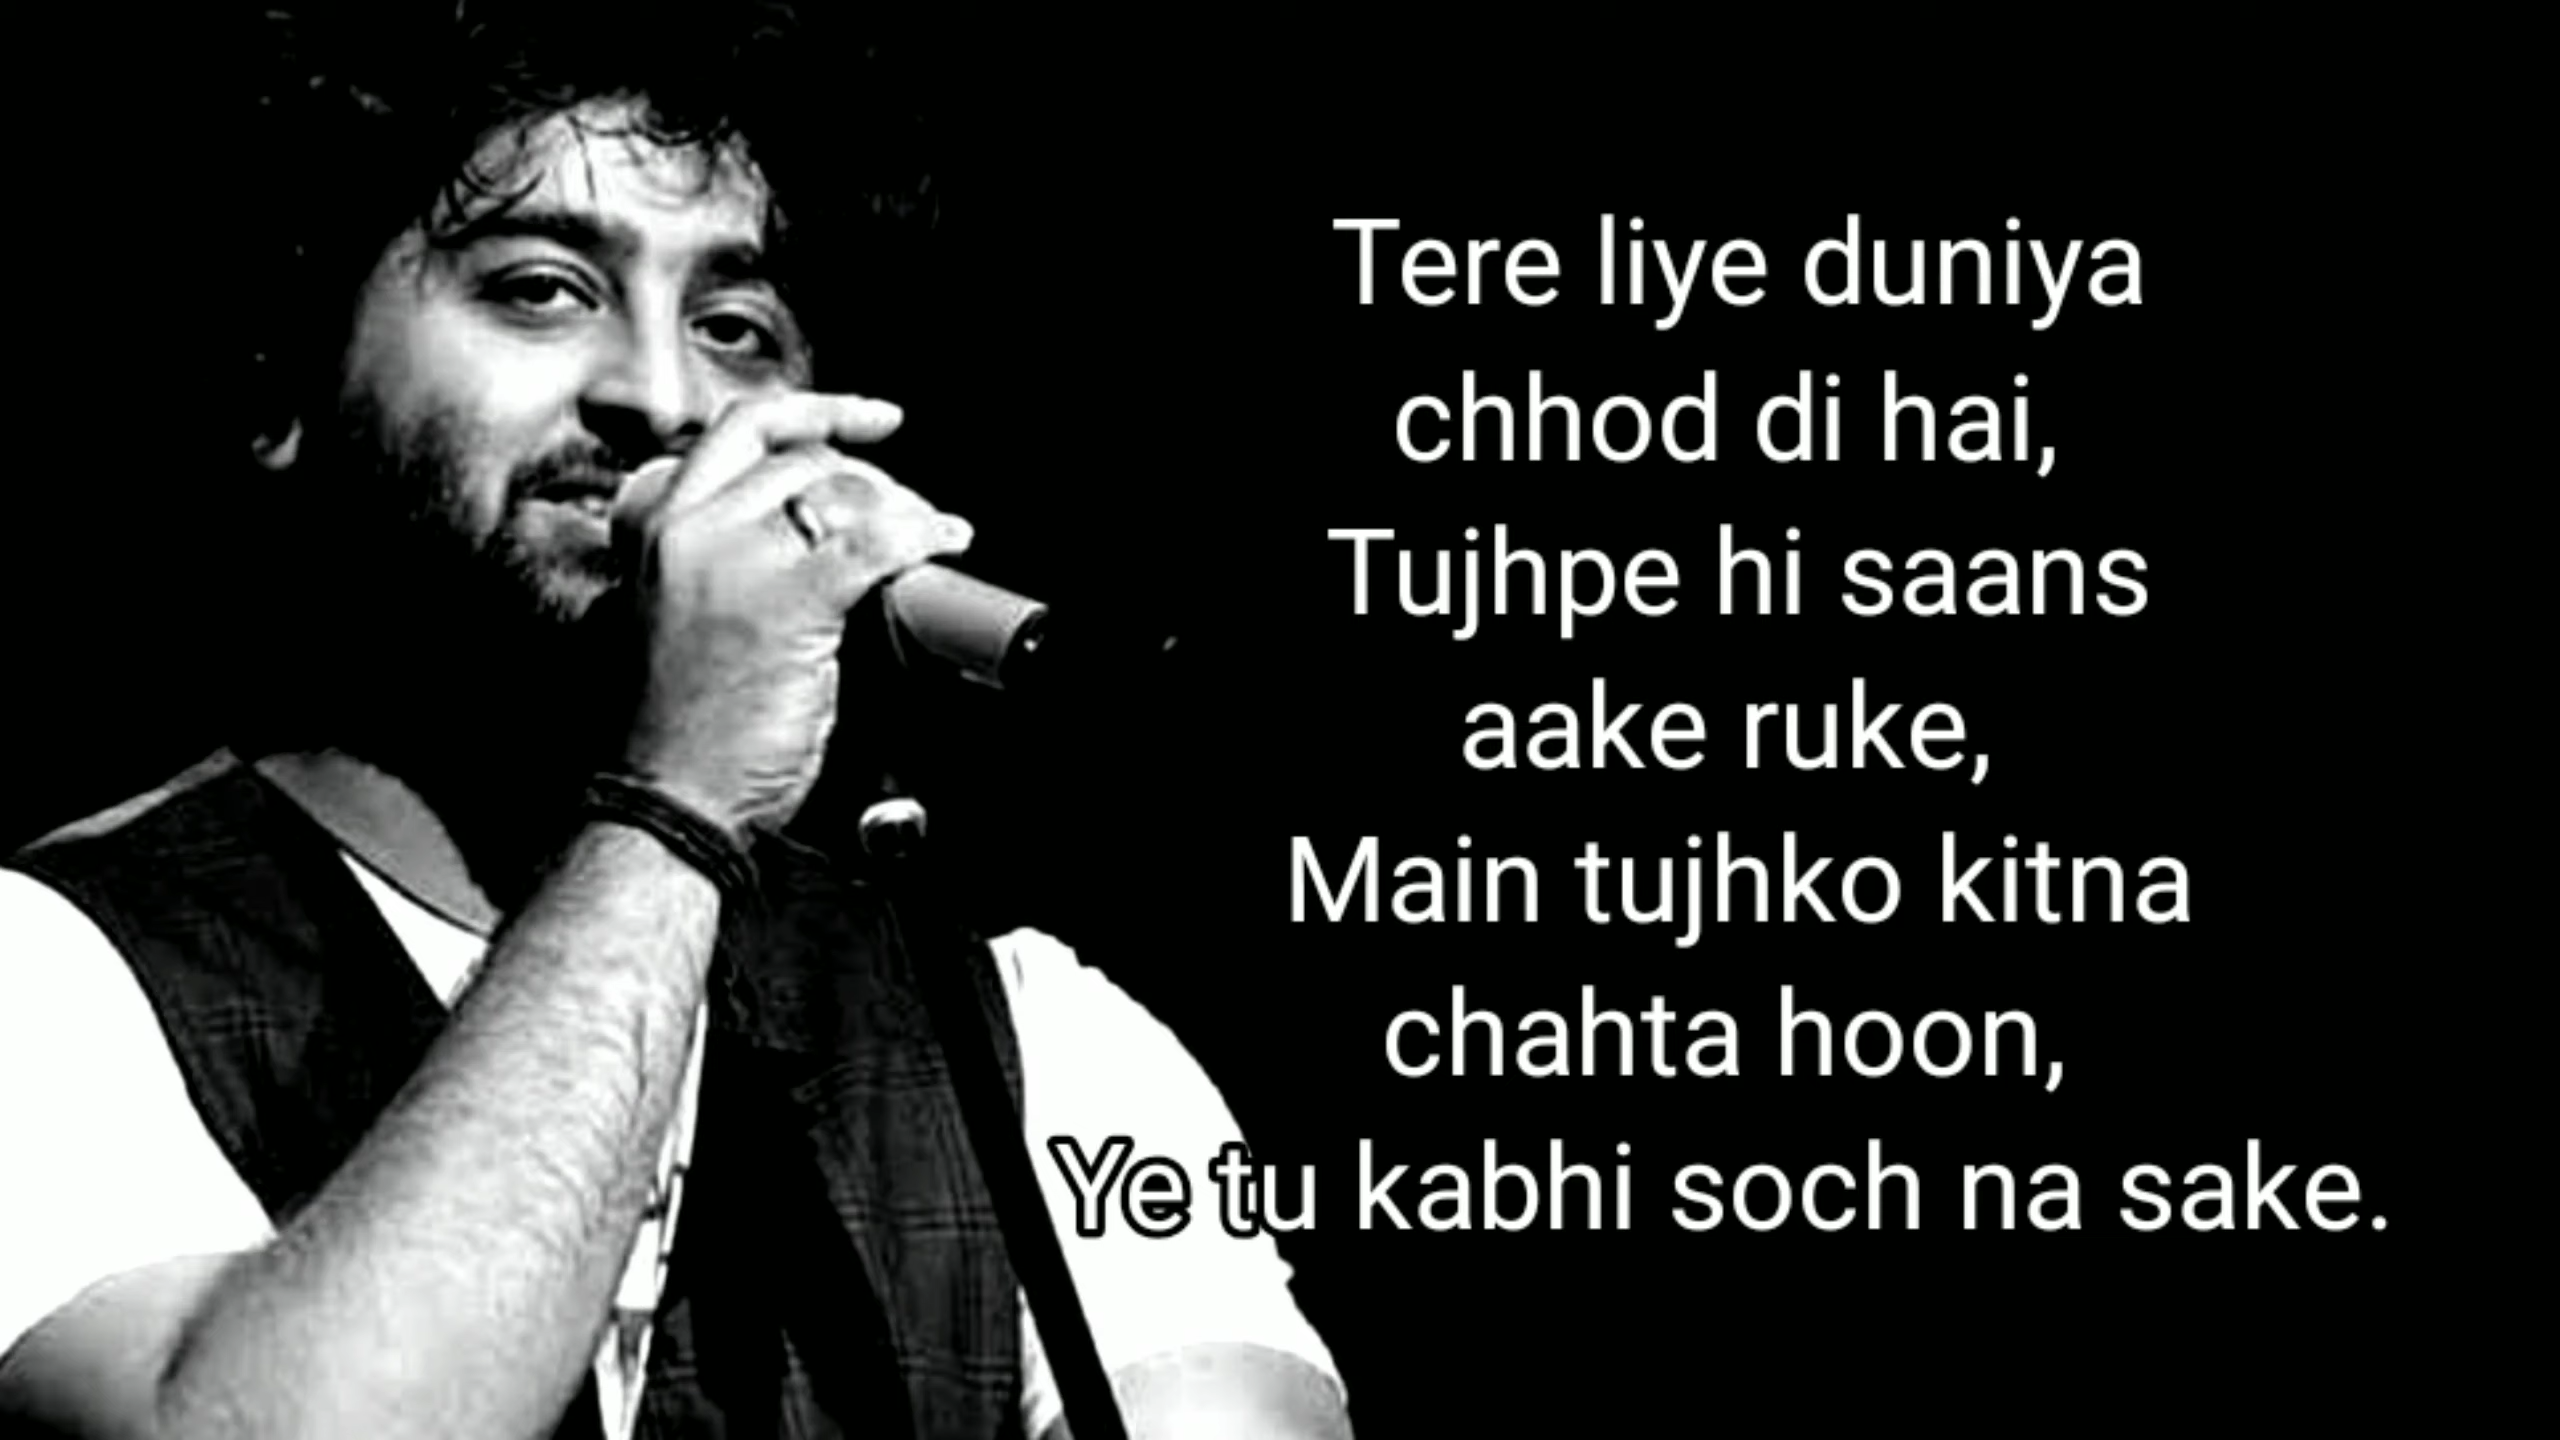 Tere liye duniya
chhod di hai,
Tujhpe hi saans
aake ruke,
Main tujhko kitna
chahta hoon,
Ye tu kabhi soch na sake.